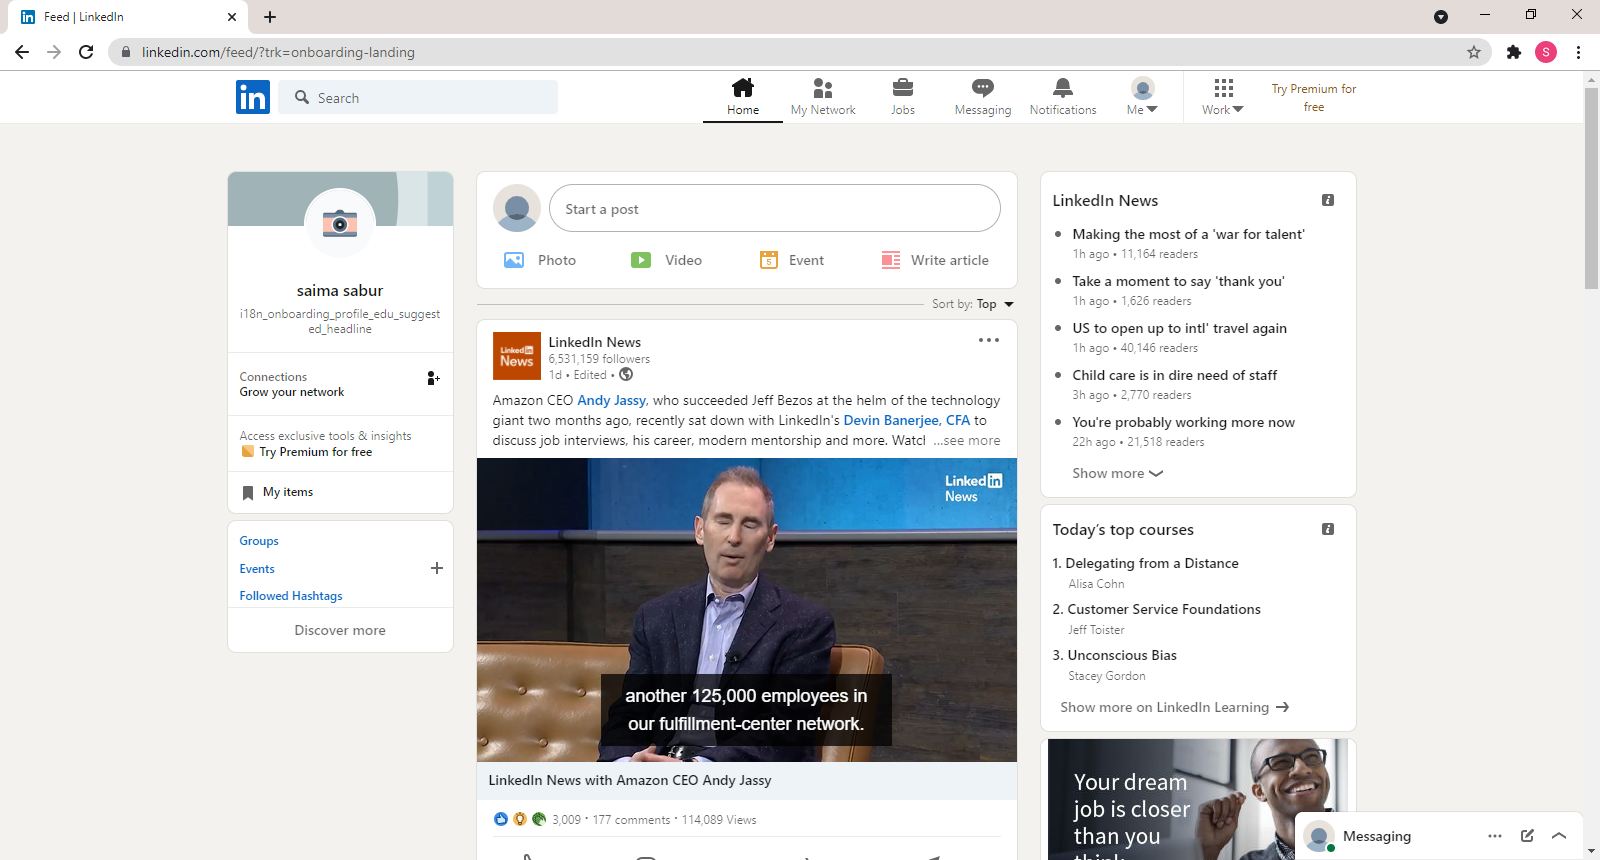 Feed | LinkedIn
linkedin.com/feed/?trk=onboarding-landing
S
in
Search
Home
My Network
Jobs
Messaging
Notifications
Me
Work
Try Premium for
free
saima sabur
i18n_onboarding_profile_edu_suggest
ed_headline
Connections
Grow your network
Access exclusive tools & insights
Try Premium for free
My items
Groups
Events
Followed Hashtags
Discover more
Start a post
Photo
Video
5
Event
Write article
Sort by: Top
Linked in
News
LinkedIn News
6,531,159 followers
1d • Edited •
Amazon CEO Andy Jassy, who succeeded Jeff Bezos at the helm of the technology
giant two months ago, recently sat down with LinkedIn's Devin Banerjee, CFA to
discuss job interviews, his career, modern mentorship and more. Watch ...see more
Linked in
News
another 125,000 employees in
our fulfillment-center network.
LinkedIn News with Amazon CEO Andy Jassy
3,009 • 177 comments • 114,089 Views
LinkedIn News
Making the most of a 'war for talent'
1h ago • 11,164 readers
Take a moment to say 'thank you'
1h ago • 1,626 readers
US to open up to intl' travel again
1h ago • 40,146 readers
Child care is in dire need of staff
3h ago • 2,770 readers
You're probably working more now
22h ago • 21,518 readers
Show more
Today's top courses
1. Delegating from a Distance
Alisa Cohn
2. Customer Service Foundations
Jeff Toister
3. Unconscious Bias
Stacey Gordon
Show more on LinkedIn Learning →
Your dream
job is closer
than you
think
Messaging